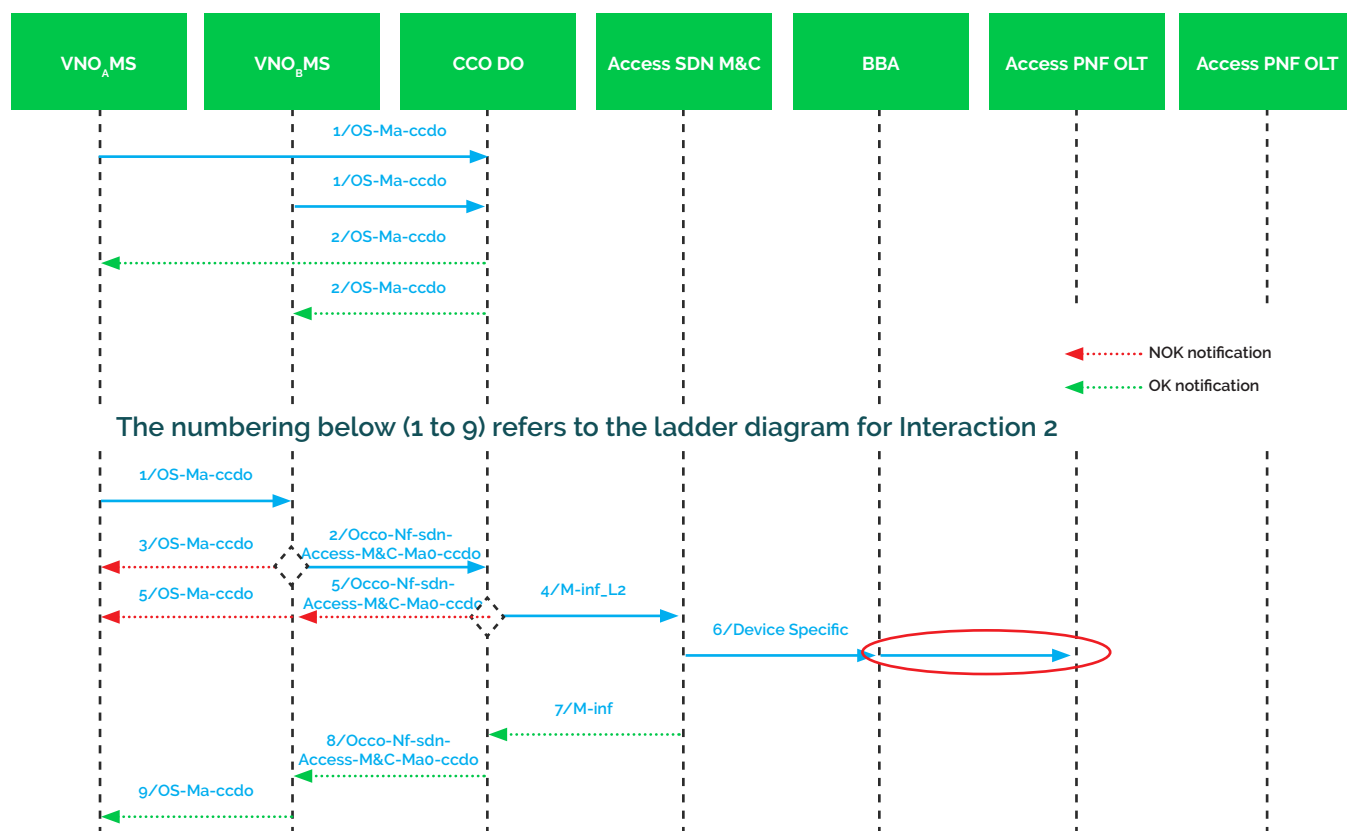 VNO_A MS
VNO_B MS
CCO DO
Access SDN M&C
BBA
Access PNF OLT
Access PNF OLT
1/OS-Ma-ccdo
1/OS-Ma-ccdo
2/OS-Ma-ccdo
2/OS-Ma-ccdo
NOK notification
OK notification
The numbering below (1 to 9) refers to the ladder diagram for Interaction 2
1/OS-Ma-ccdo
3/OS-Ma-ccdo
2/Occo-Nf-sdn-
Access-M&C-Ma0-ccdo
5/OS-Ma-ccdo
5/Occo-Nf-sdn-
Access-M&C-Ma0-ccdo
4/M-inf_L2
6/Device Specific
7/M-inf
8/Occo-Nf-sdn-
Access-M&C-Ma0-ccdo
9/OS-Ma-ccdo